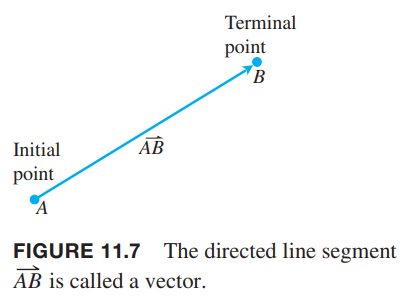 Terminal
point
B
Initial
point
AB
A
FIGURE 11.7 The directed line segment
AB is called a vector.